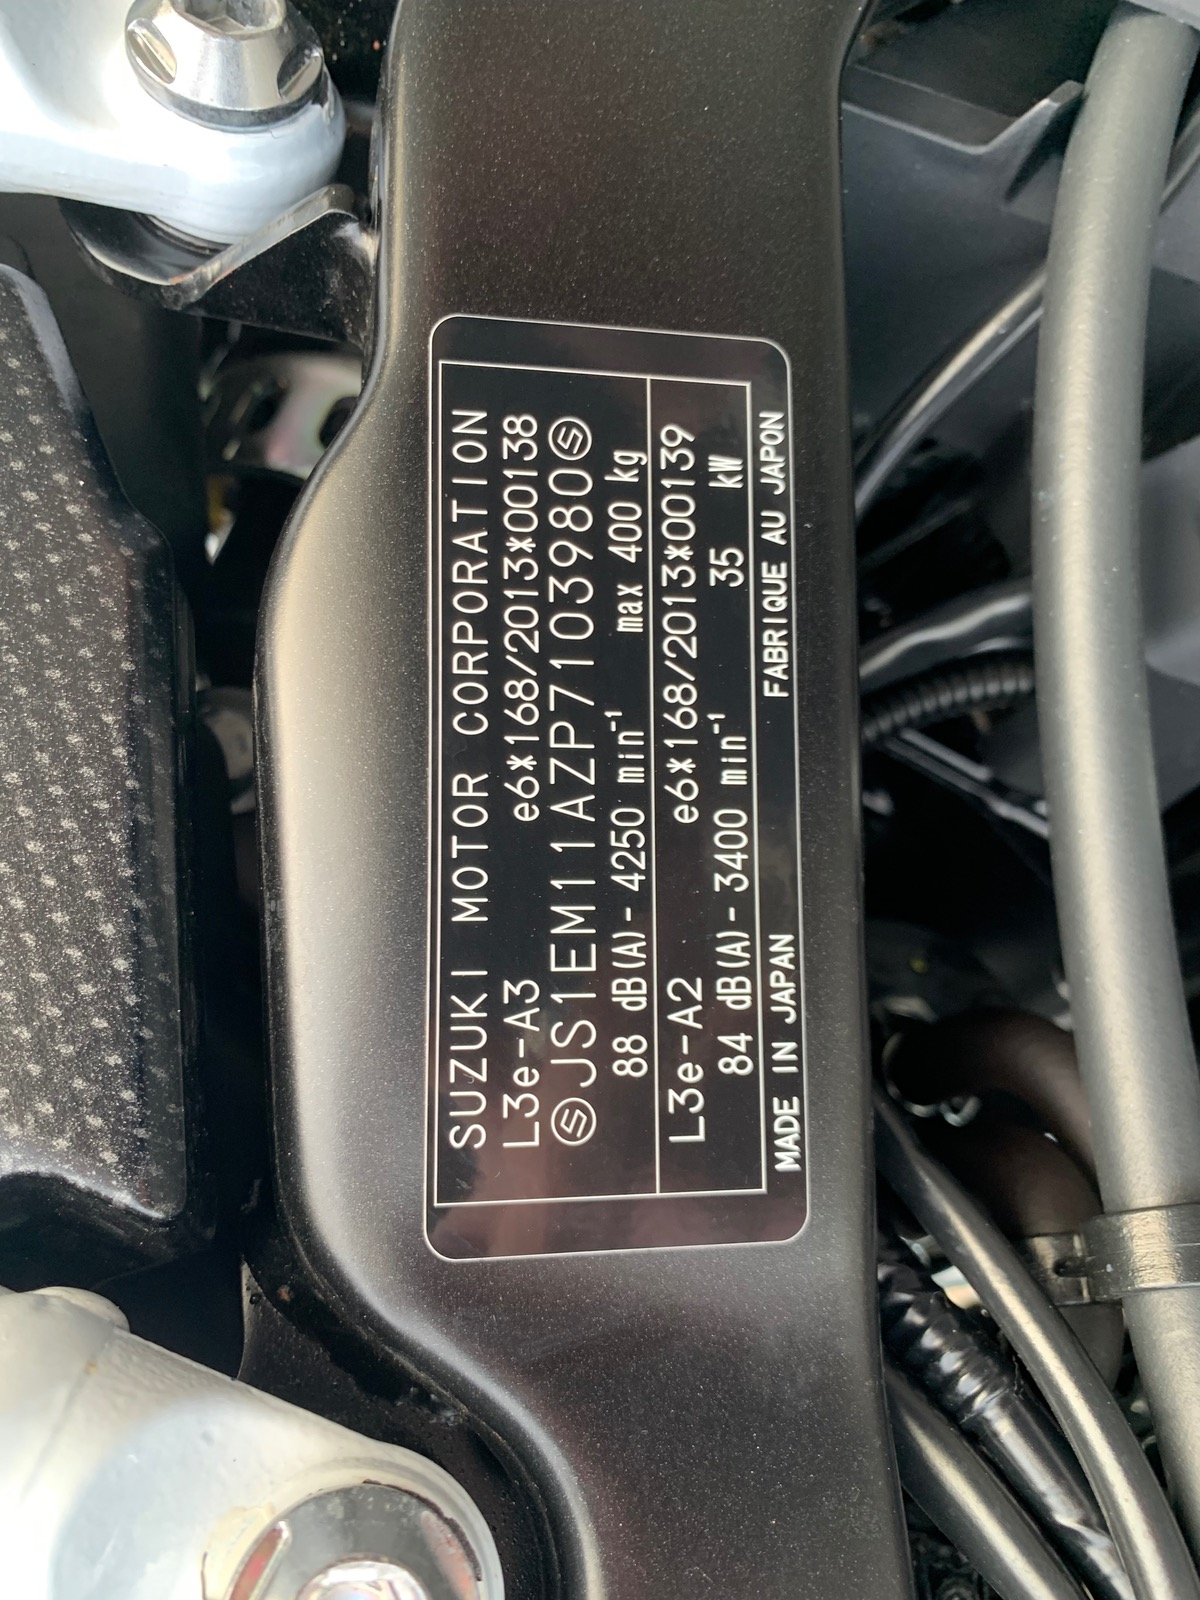 SUZUKI MOTOR CORPORATION
L3e-A3 e6*168/2013*00138
JS1EM11AZP7103980
88 dB(A)- 4250 min⁻¹ max 400 kg
L3e-A2 e6*168/2013*00139
84 dB(A)- 3400 min⁻¹ 35 kW
MADE IN JAPAN FABRIQUE AU JAPON